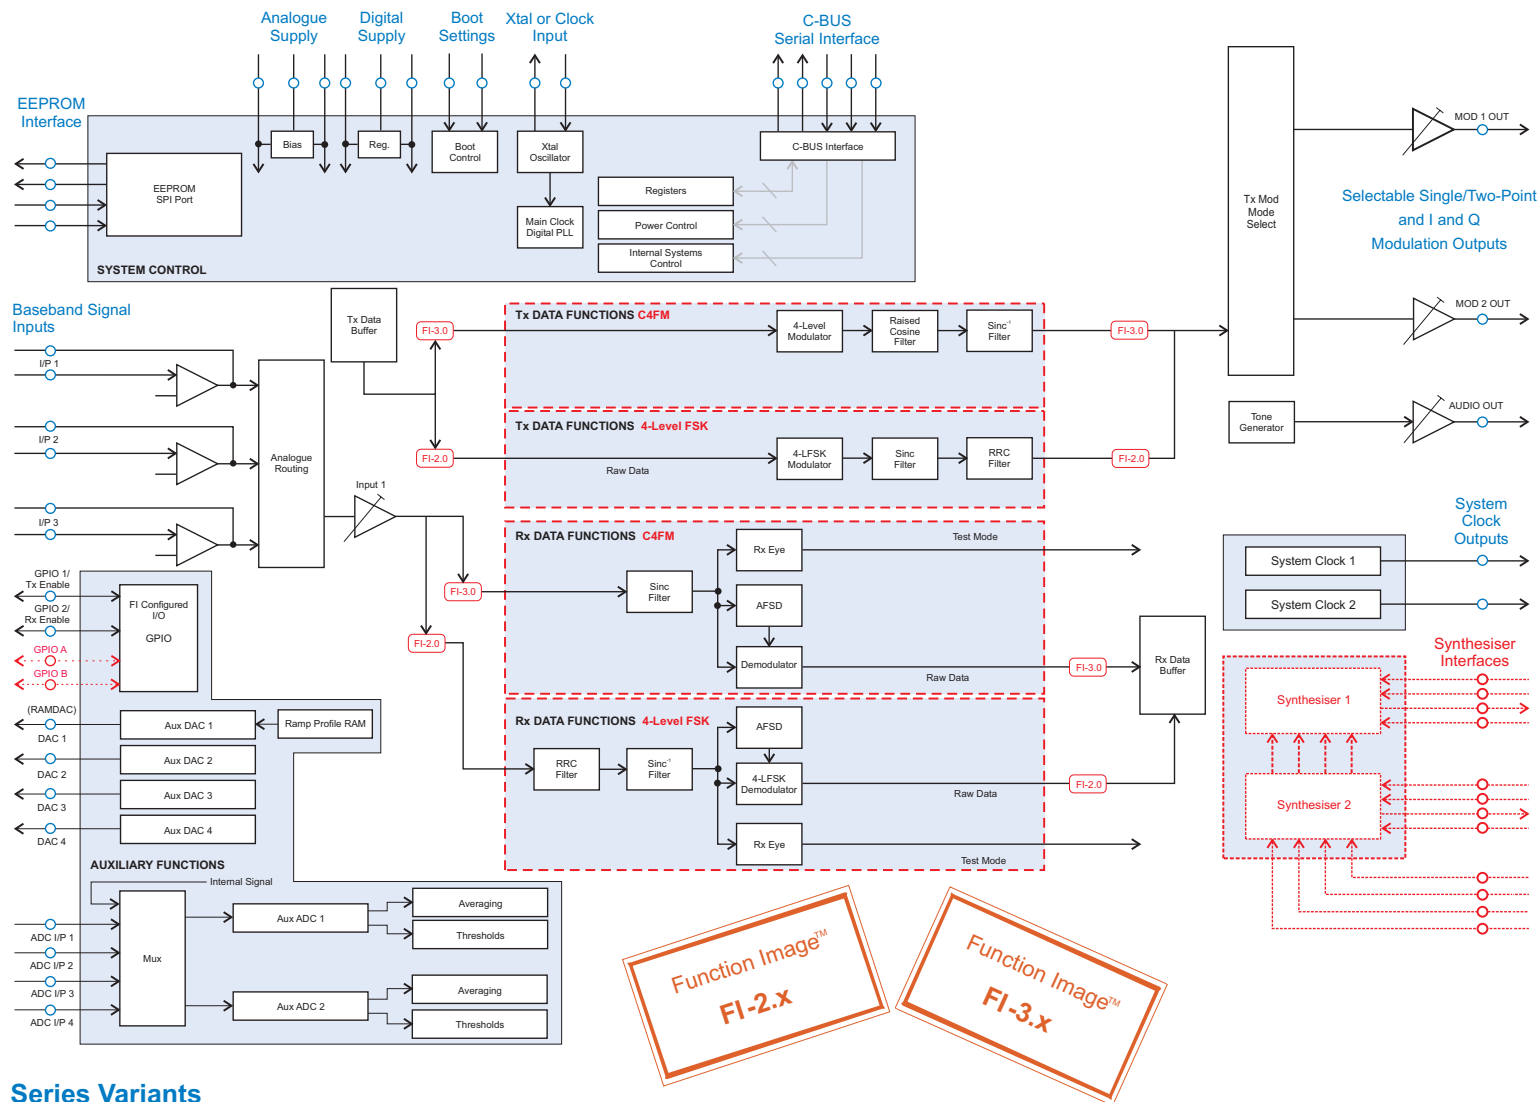 Analogue
Supply
Digital
Supply
Boot
Settings
Xtal or Clock
Input
C-BUS
Serial Interface
EEPROM
Interface
Bias
Reg.
Boot
Control
Xtal
Oscillator
C-BUS Interface
MOD 1 OUT
EEPROM
SPI Port
Registers
Main Clock
Digital PLL
Power Control
Internal Systems
Control
SYSTEM CONTROL
Tx Mod
Mode
Select
Selectable Single/Two-Point
and I and Q
Modulation Outputs
Baseband Signal
Inputs
Tx Data
Buffer
FI-3.0
Tx DATA FUNCTIONS C4FM
4-Level
Modulator
Raised
Cosine
Filter
Sinc-1
Filter
FI-3.0
MOD 2 OUT
I/P 1
I/P 2
I/P 3
Analogue
Routing
Input 1
FI-2.0
Tx DATA FUNCTIONS 4-Level FSK
Raw Data
4-LFSK
Modulator
Sinc
Filter
RRC
Filter
FI-2.0
Tone
Generator
AUDIO OUT
Rx DATA FUNCTIONS C4FM
FI-3.0
Sinc
Filter
Rx Eye
Test Mode
AFSD
Demodulator
Raw Data
FI-3.0
Rx Data
Buffer
System
Clock
Outputs
System Clock 1
System Clock 2
GPIO 1/
Tx Enable
GPIO 2/
Rx Enable
GPIO A
GPIO B
FI Configured
I/O
GPIO
FI-2.0
Rx DATA FUNCTIONS 4-Level FSK
RRC
Filter
Sinc-1
Filter
AFSD
4-LFSK
Demodulator
Raw Data
FI-2.0
Rx Eye
Test Mode
Synthesiser
Interfaces
Synthesiser 1
Synthesiser 2
(RAMDAC)
DAC 1
Aux DAC 1
Ramp Profile RAM
DAC 2
Aux DAC 2
DAC 3
Aux DAC 3
DAC 4
Aux DAC 4
AUXILIARY FUNCTIONS
Internal Signal
ADC I/P 1
ADC I/P 2
ADC I/P 3
ADC I/P 4
Mux
Aux ADC 1
Averaging
Thresholds
Aux ADC 2
Averaging
Thresholds
Function Image™
FI-2.x
Function Image™
FI-3.x
Series Variants